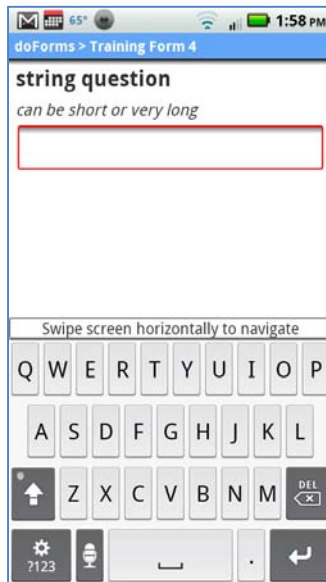 65° 1:58 PM
doForms > Training Form 4
string question
can be short or very long
Swipe screen horizontally to navigate
Q W E R T Y U I O P
A S D F G H J K L
Z X C V B N M DEL
?123 .